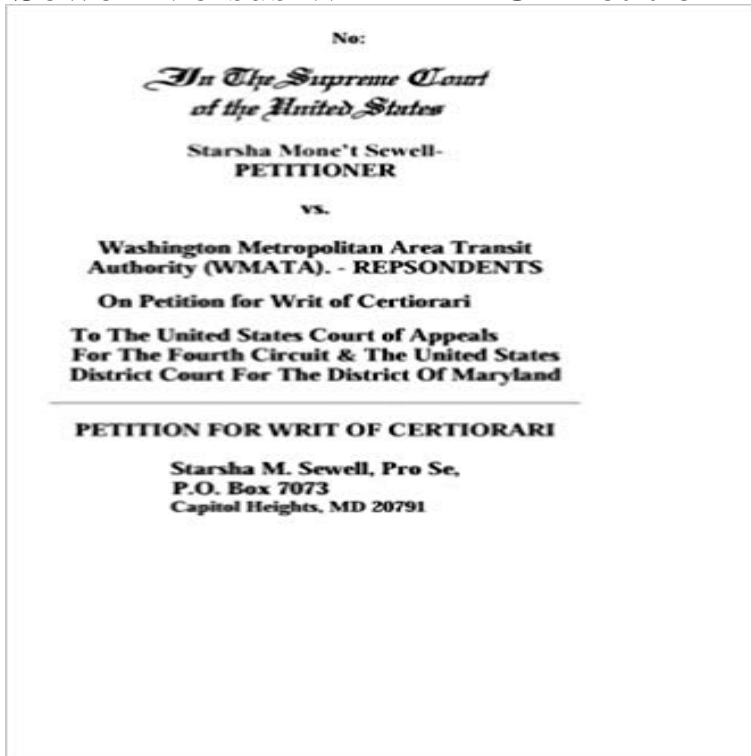 No:
In The Supreme Court
of the United States
Starsha Mone't Sewell-
PETITIONER
vs.
Washington Metropolitan Area Transit
Authority (WMATA). - REPSONDENTS
On Petition for Writ of Certiorari
To The United States Court of Appeals
For The Fourth Circuit & The United States
District Court For The District Of Maryland
PETITION FOR WRIT OF CERTIORARI
Starsha M. Sewell, Pro Se,
P.O. Box 7073
Capitol Heights, MD 20791